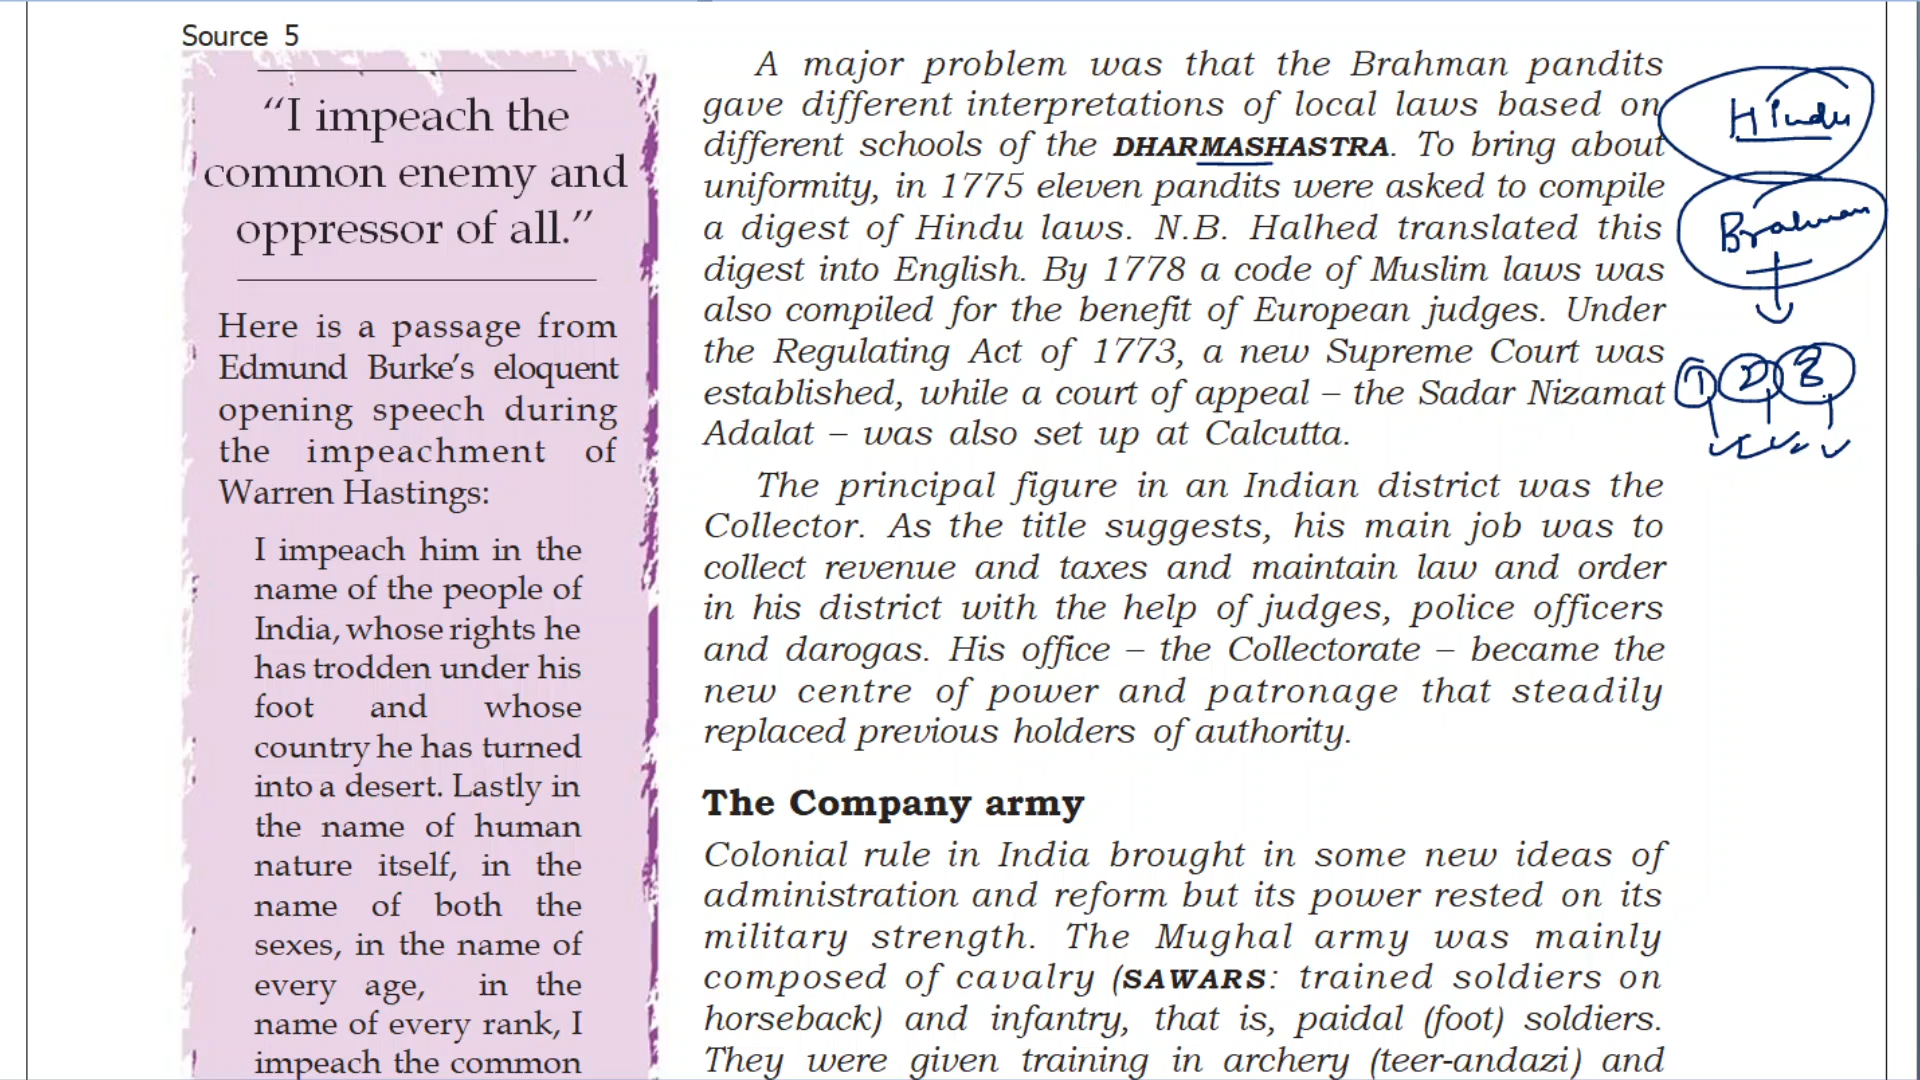 Source 5
“I impeach the
common enemy and
oppressor of all.”
Here is a passage from
Edmund Burke’s eloquent
opening speech during
the impeachment of
Warren Hastings:
I impeach him in the
name of the people of
India, whose rights he
has trodden under his
foot and whose
country he has turned
into a desert. Lastly in
the name of human
nature itself, in the
name of both the
sexes, in the name of
every age, in the
name of every rank, I
impeach the common
A major problem was that the Brahman pandits
gave different interpretations of local laws based on
different schools of the DHARMASHASTRA. To bring about
uniformity, in 1775 eleven pandits were asked to compile
a digest of Hindu laws. N.B. Halhed translated this
digest into English. By 1778 a code of Muslim laws was
also compiled for the benefit of European judges. Under
the Regulating Act of 1773, a new Supreme Court was
established, while a court of appeal – the Sadar Nizamat
Adalat – was also set up at Calcutta.
The principal figure in an Indian district was the
Collector. As the title suggests, his main job was to
collect revenue and taxes and maintain law and order
in his district with the help of judges, police officers
and darogas. His office – the Collectorate – became the
new centre of power and patronage that steadily
replaced previous holders of authority.
The Company army
Colonial rule in India brought in some new ideas of
administration and reform but its power rested on its
military strength. The Mughal army was mainly
composed of cavalry (SAWARS: trained soldiers on
horseback) and infantry, that is, paidal (foot) soldiers.
They were given training in archery (teer-andazi) and
Hindu
Brahman
1 2 3